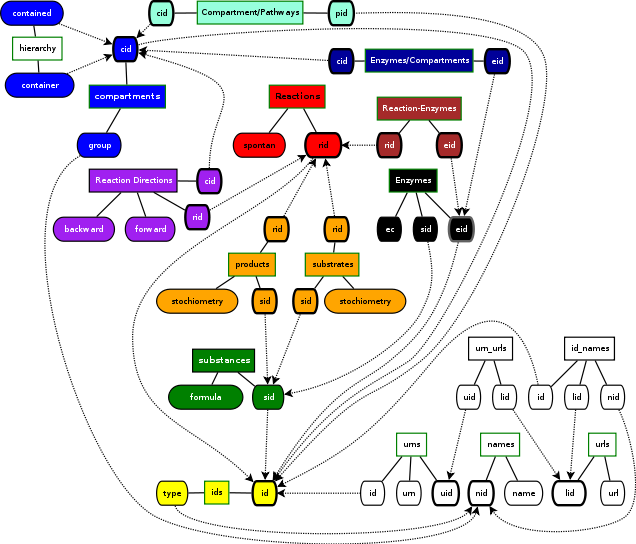 contained
cid
Compartment/Pathways
pid
hierarchy
cid
container
cid
Enzymes/Compartments
eid
compartments
Reactions
Reaction-Enzymes
group
spontan
rid
rid
eid
Reaction Directions
cid
Enzymes
rid
backward
forward
rid
rid
ec
sid
eid
products
substrates
stochiometry
sid
sid
stochiometry
substances
um_urls
id_names
formula
sid
uid
lid
id
lid
nid
ums
names
urls
type
ids
id
id
um
uid
nid
name
lid
url